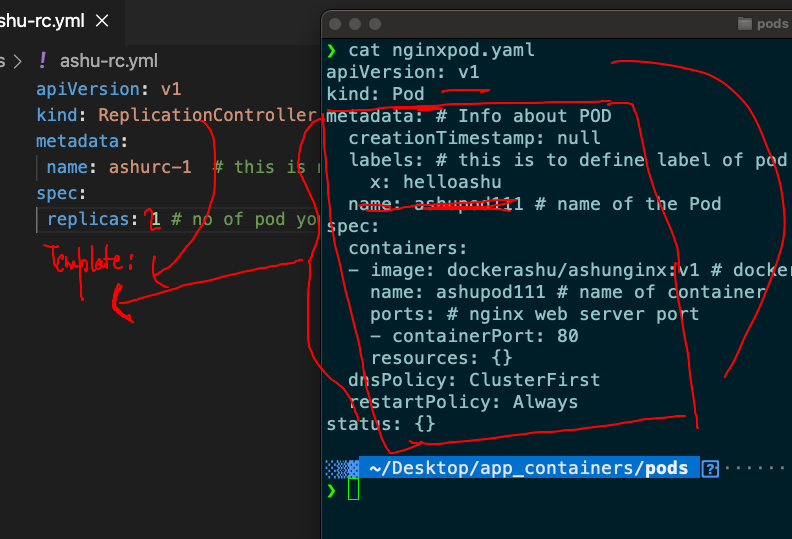 shu-rc.yml ×
s > ! ashu-rc.yml
apiVersion: v1
kind: ReplicationController
metadata:
name: ashurc-1 # this is
spec:
replicas: 1 # no of pod yo
2
Template:
pods
❯ cat nginxpod.yaml
apiVersion: v1
kind: Pod
metadata: # Info about POD
creationTimestamp: null
labels: # this is to define label of pod
x: helloashu
name: ashupod111 # name of the Pod
spec:
containers:
- image: dockerashu/ashunginx:v1 # docker
name: ashupod111 # name of container
ports: # nginx web server port
- containerPort: 80
resources: {}
dnsPolicy: ClusterFirst
restartPolicy: Always
status: {}
~/Desktop/app_containers/pods ?
❯